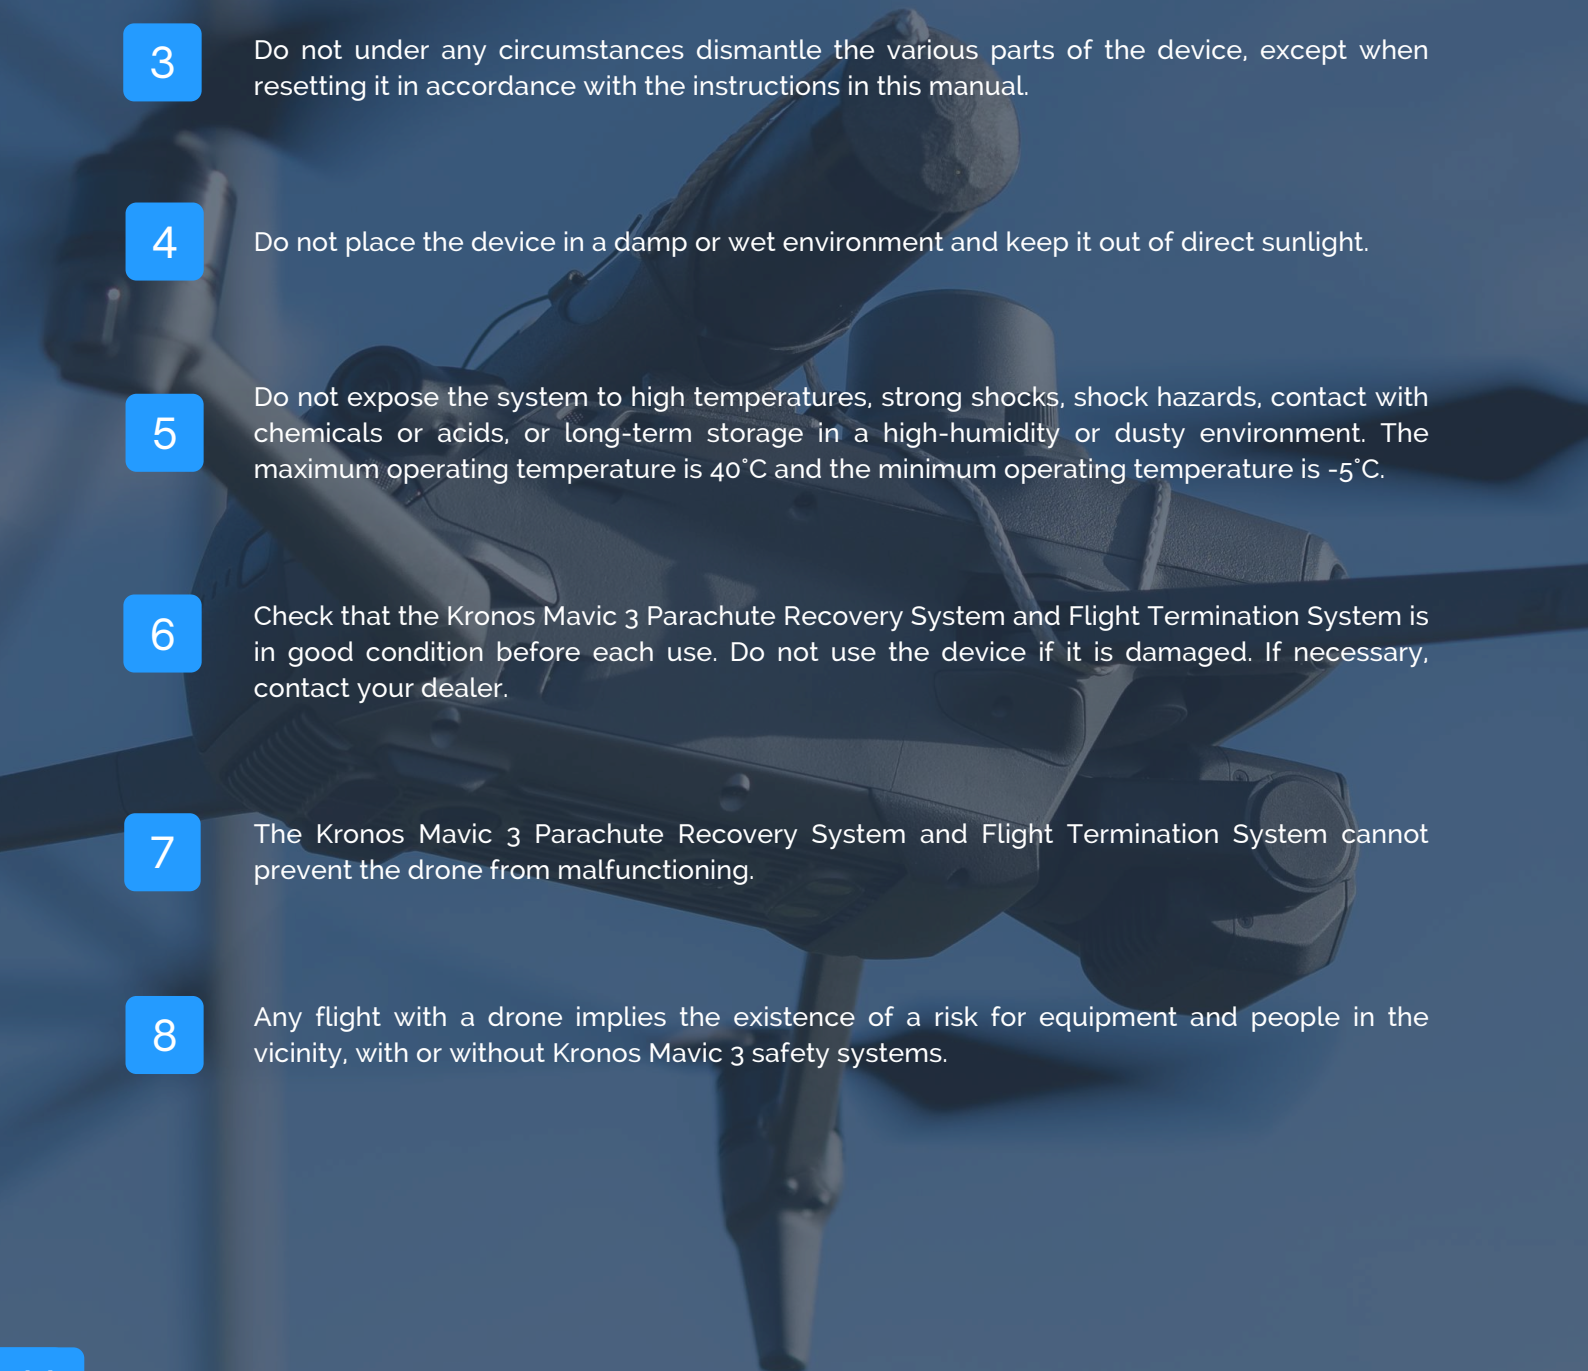 3
Do not under any circumstances dismantle the various parts of the device, except when
resetting it in accordance with the instructions in this manual.
4
Do not place the device in a damp or wet environment and keep it out of direct sunlight.
5
Do not expose the system to high temperatures, strong shocks, shock hazards, contact with
chemicals or acids, or long-term storage in a high-humidity or dusty environment. The
maximum operating temperature is 40°C and the minimum operating temperature is -5°C.
6
Check that the Kronos Mavic 3 Parachute Recovery System and Flight Termination System is
in good condition before each use. Do not use the device if it is damaged. If necessary,
contact your dealer.
7
The Kronos Mavic 3 Parachute Recovery System and Flight Termination System cannot
prevent the drone from malfunctioning.
8
Any flight with a drone implies the existence of a risk for equipment and people in the
vicinity, with or without Kronos Mavic 3 safety systems.